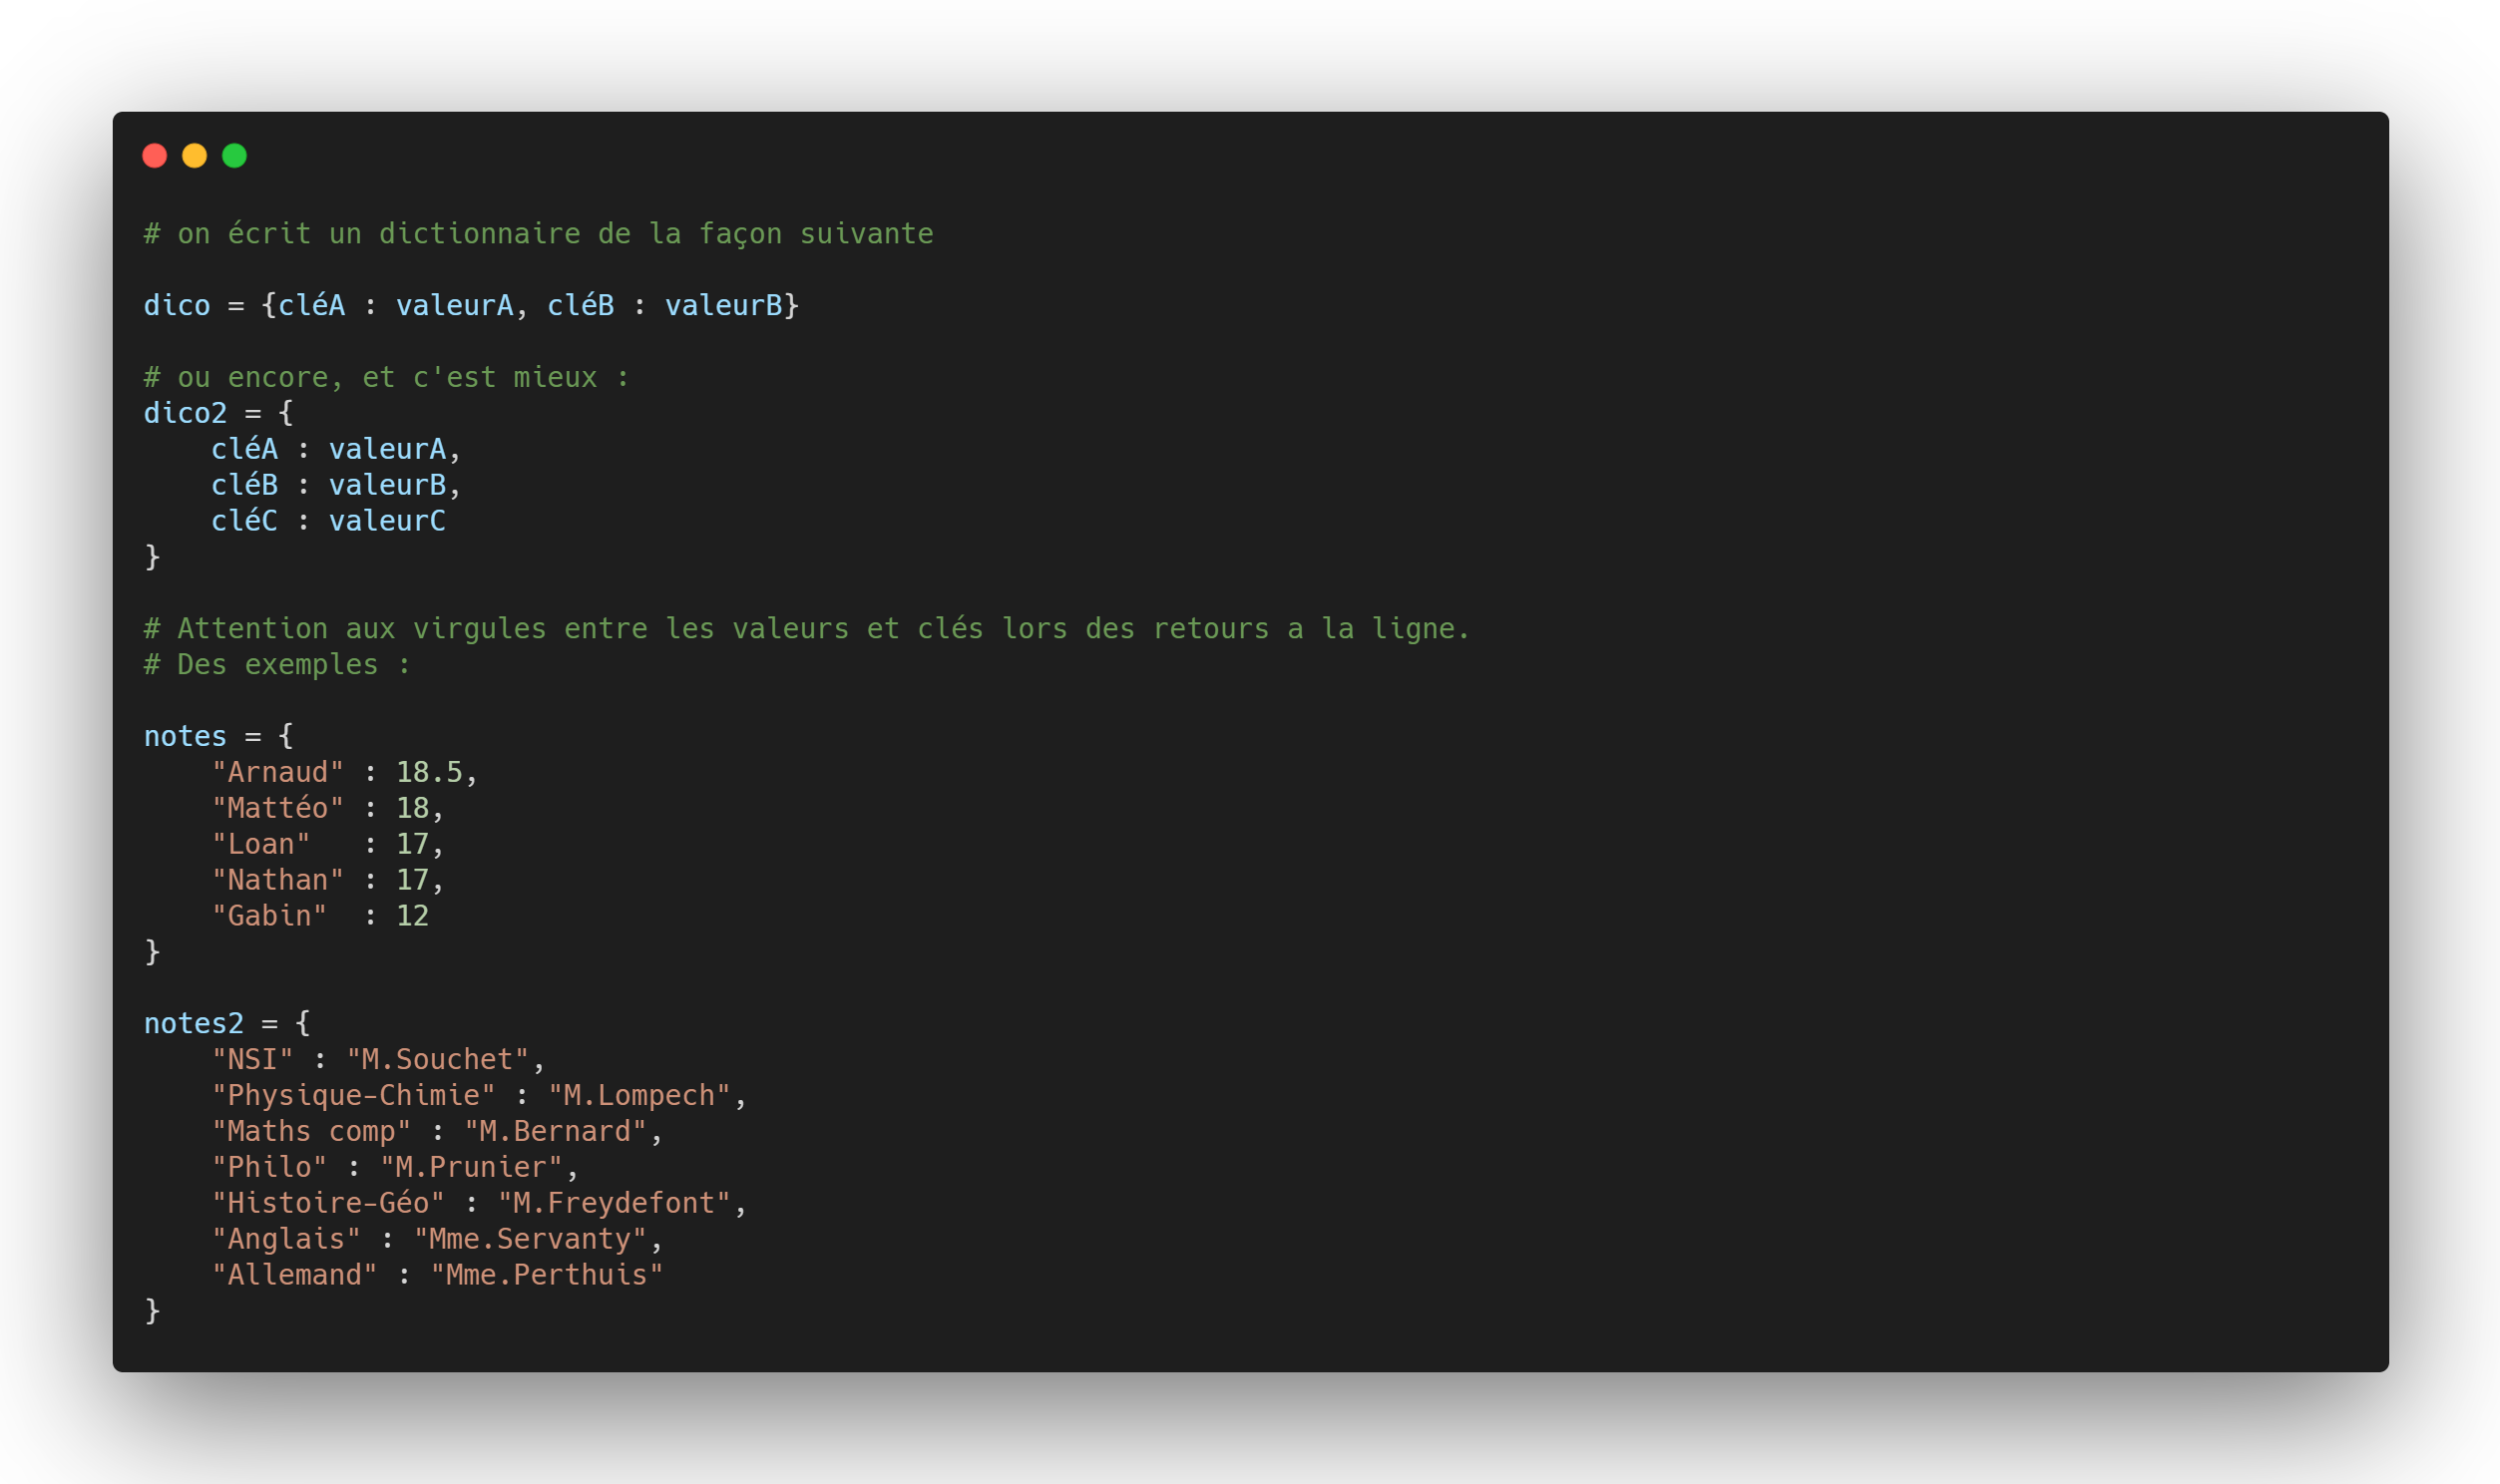 # on écrit un dictionnaire de la façon suivante
dico = {cléA : valeurA, cléB : valeurB}
# ou encore, et c'est mieux :
dico2 = {
    cléA : valeurA,
    cléB : valeurB,
    cléC : valeurC
}
# Attention aux virgules entre les valeurs et clés lors des retours a la ligne.
# Des exemples :
notes = {
    "Arnaud" : 18.5,
    "Mattéo" : 18,
    "Loan"   : 17,
    "Nathan" : 17,
    "Gabin"  : 12
}
notes2 = {
    "NSI" : "M.Souchet",
    "Physique-Chimie" : "M.Lompech",
    "Maths comp" : "M.Bernard",
    "Philo" : "M.Prunier",
    "Histoire-Géo" : "M.Freydefont",
    "Anglais" : "Mme.Servanty",
    "Allemand" : "Mme.Perthuis"
}